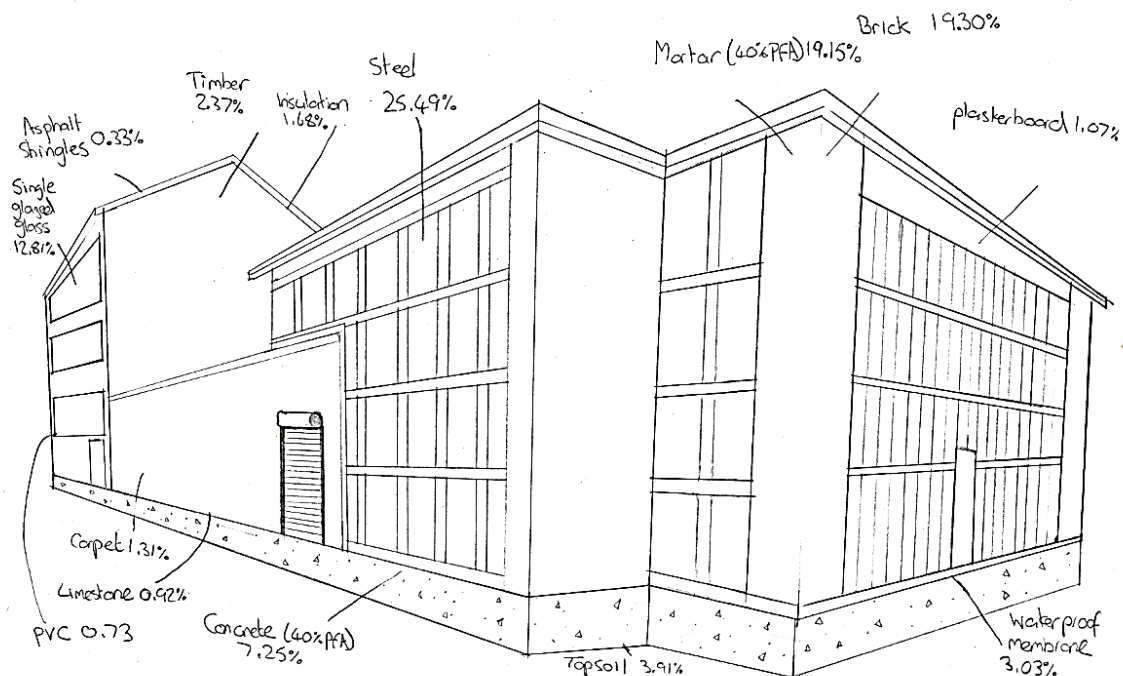 Brick 19.30%
Mortar (40%PFA) 19.15%
Steel
25.49%
Timber
2.37%
Insulation
1.68%
plasterboard 1.07%
Asphalt
Shingles 0.33%
Single
glazed
glass
12.81%
Carpet 1.31%
Limestone 0.92%
PVC 0.73
Concrete (40%PFA)
7.25%
Topsoil 3.91%
Waterproof
membrane
3.03%